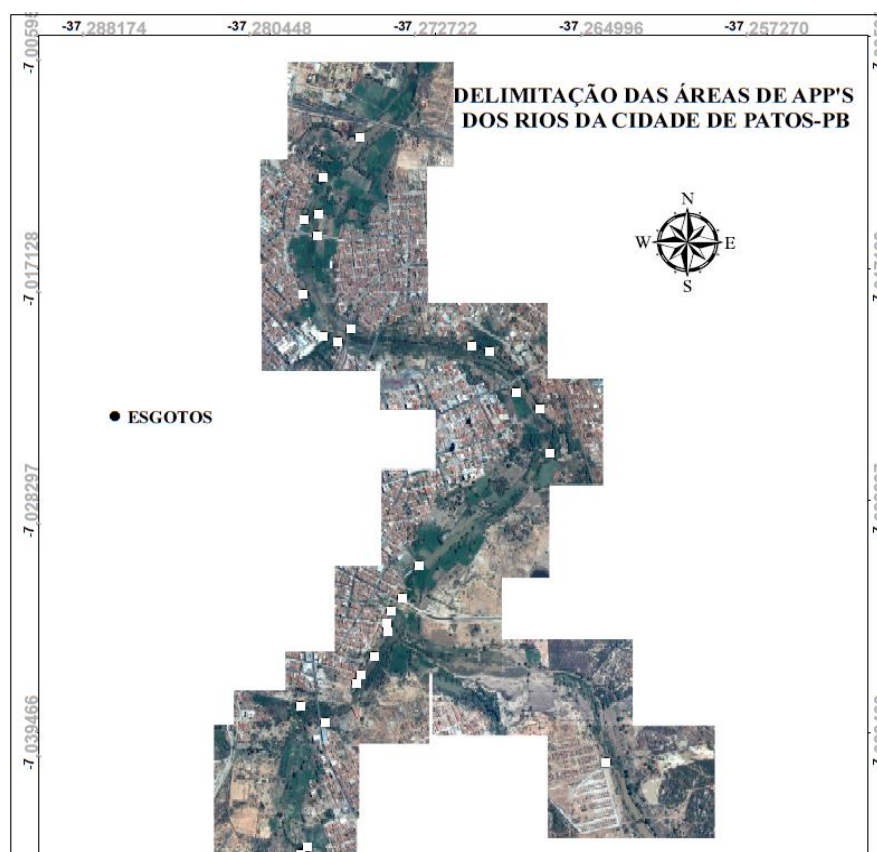 -37,288174 -37,280448 -37,272722 -37,264996 -37,257270
DELIMITAÇÃO DAS ÁREAS DE APP'S
DOS RIOS DA CIDADE DE PATOS-PB
N
W E
S
-7,017128
ESGOTOS
-7,028297
-7,039466